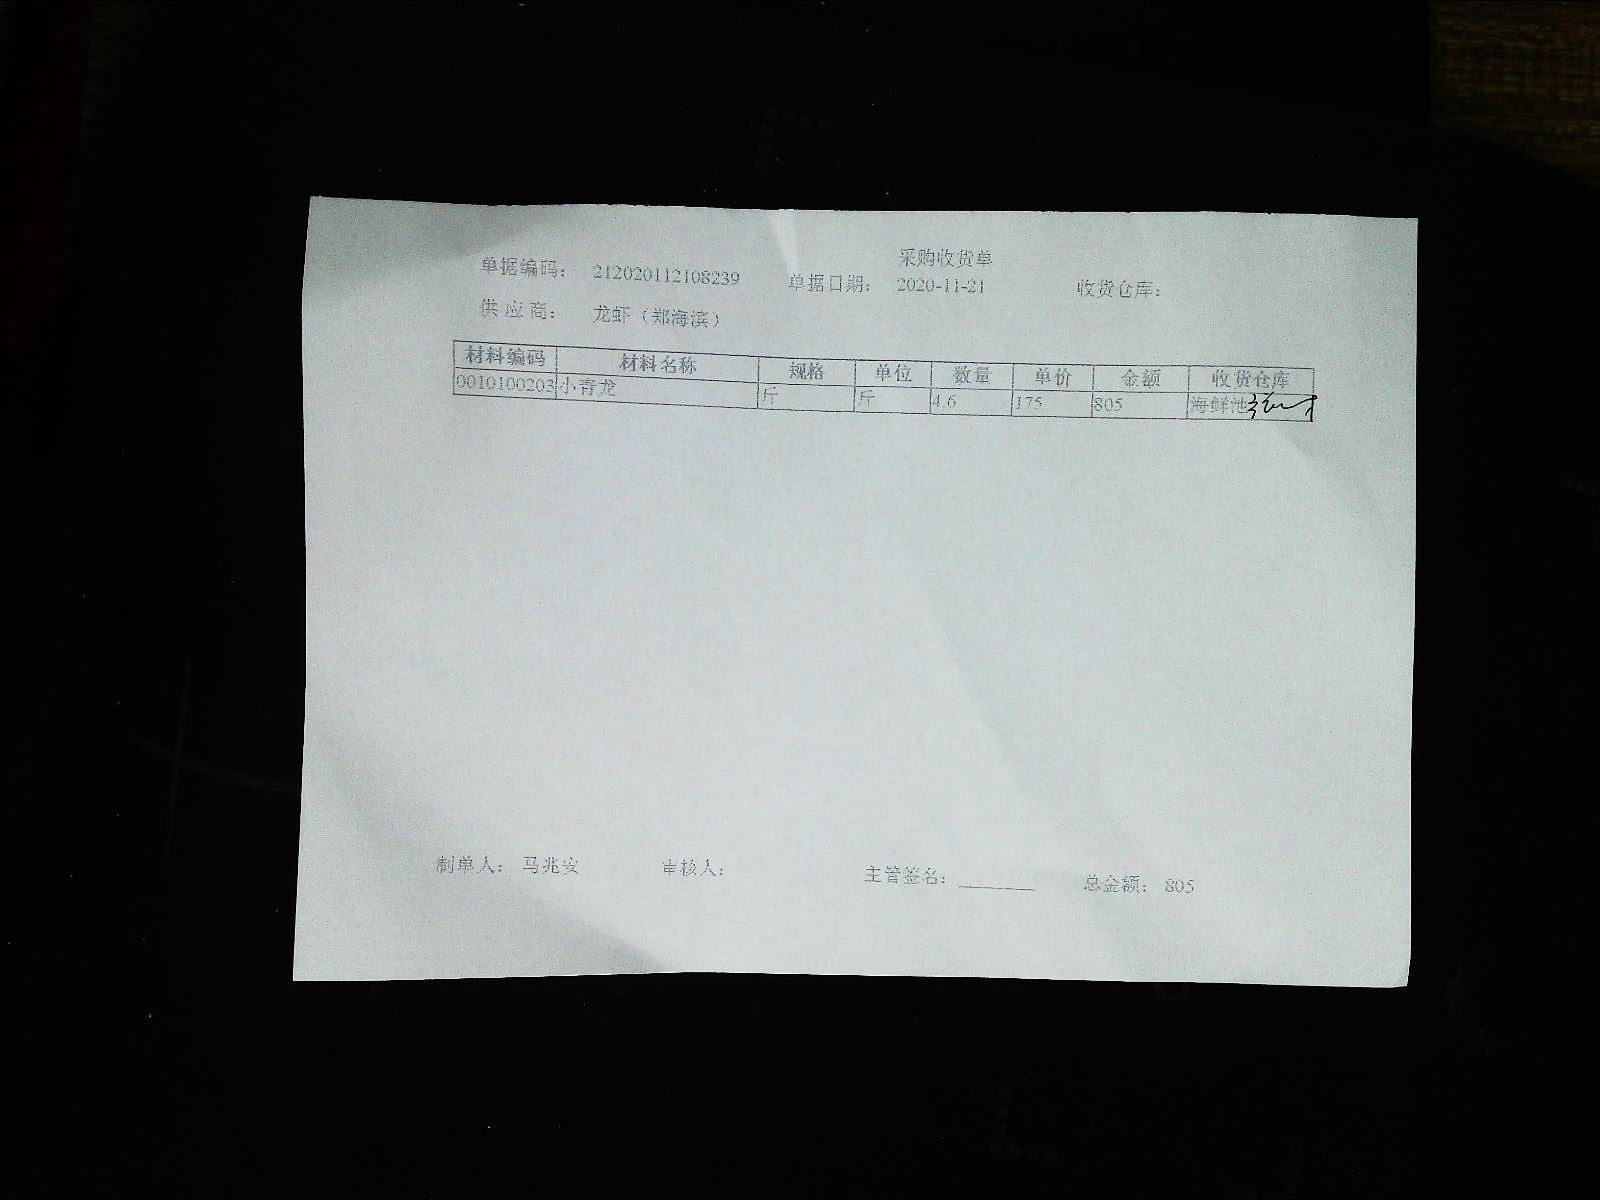 采购收货单
单据编码： 212020112108239 单据日期： 2020-11-21 收货仓库：
供应商： 龙虾（郑海滨）
材料编码 材料名称 规格 单位 数量 单价 金额 收货仓库
0010100203 小青龙 斤 斤 4.6 175 805 海鲜池
制单人： 马兆安 审核人： 主管签名： ________ 总金额： 805